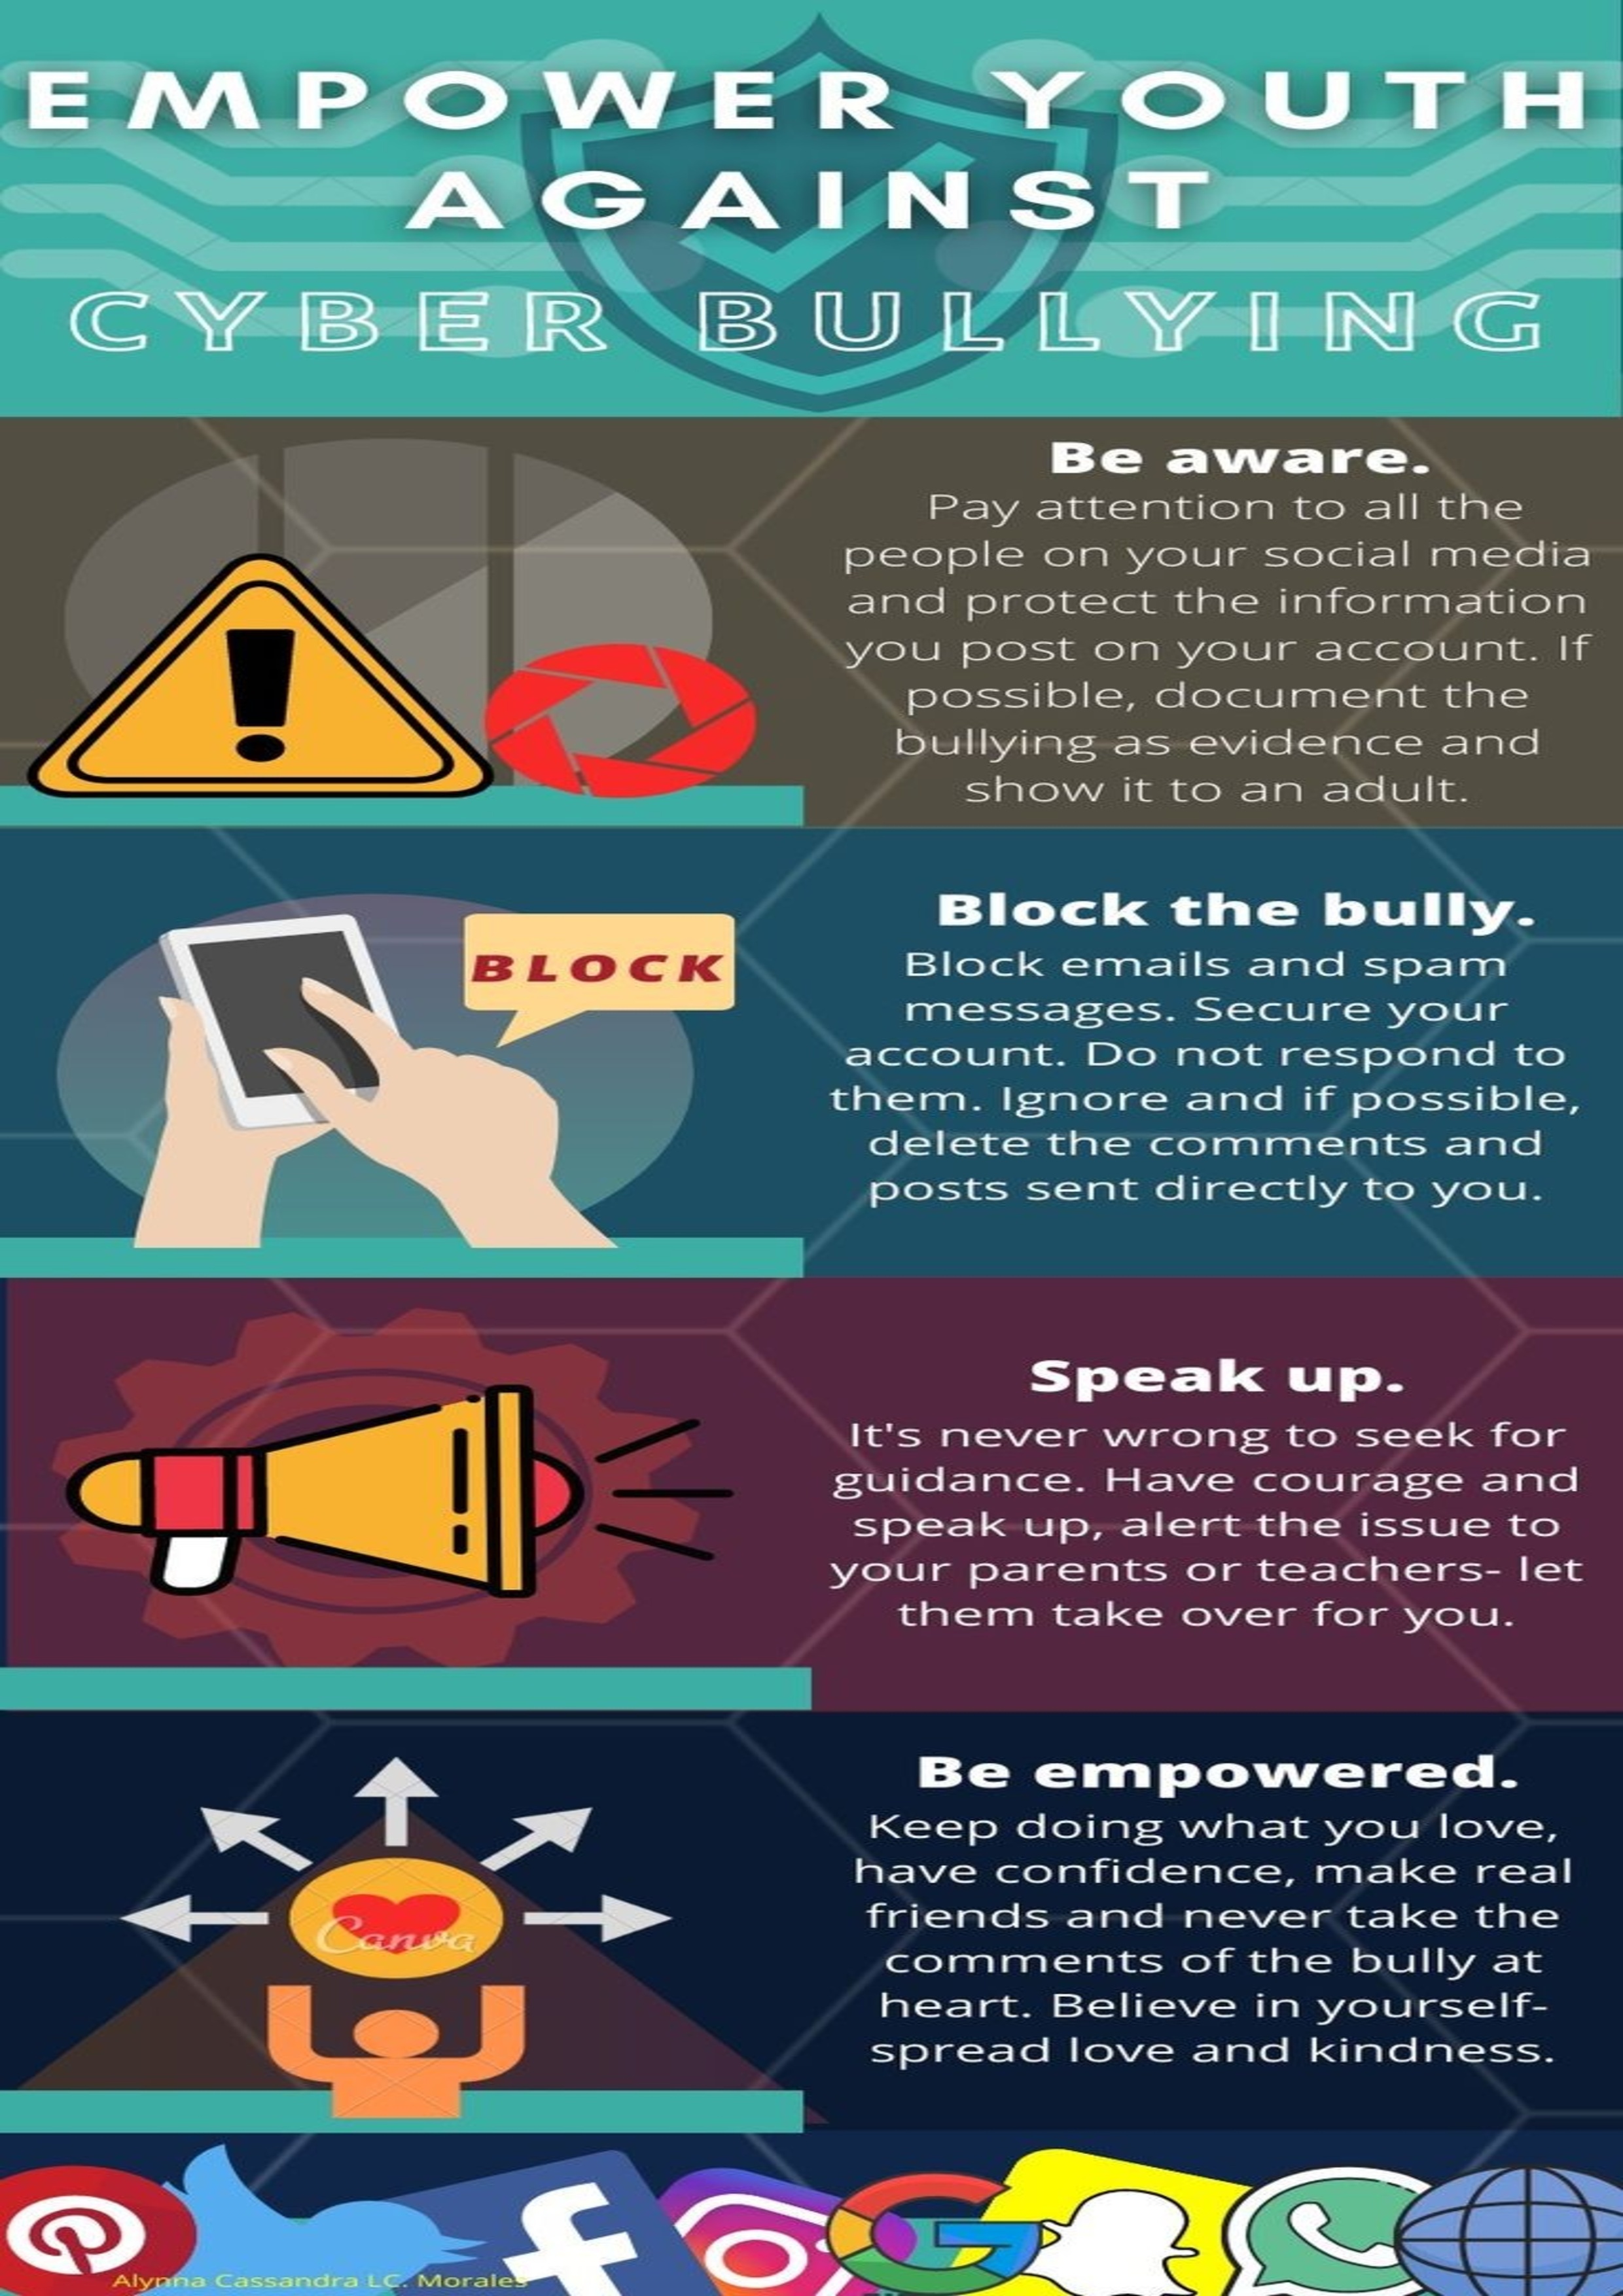 EMPOWER YOUTH
AGAINST
CYBER BULLYING
Be aware.
Pay attention to all the
people on your social media
and protect the information
you post on your account. If
possible, document the
bullying as evidence and
show it to an adult.
Block the bully.
BLOCK
Block emails and spam
messages. Secure your
account. Do not respond to
them. Ignore and if possible,
delete the comments and
posts sent directly to you.
Speak up.
It's never wrong to seek for
guidance. Have courage and
speak up, alert the issue to
your parents or teachers- let
them take over for you.
Be empowered.
Keep doing what you love,
have confidence, make real
friends and never take the
comments of the bully at
heart. Believe in yourself-
spread love and kindness.
Canva
Alynna Cassandra LC. Morales